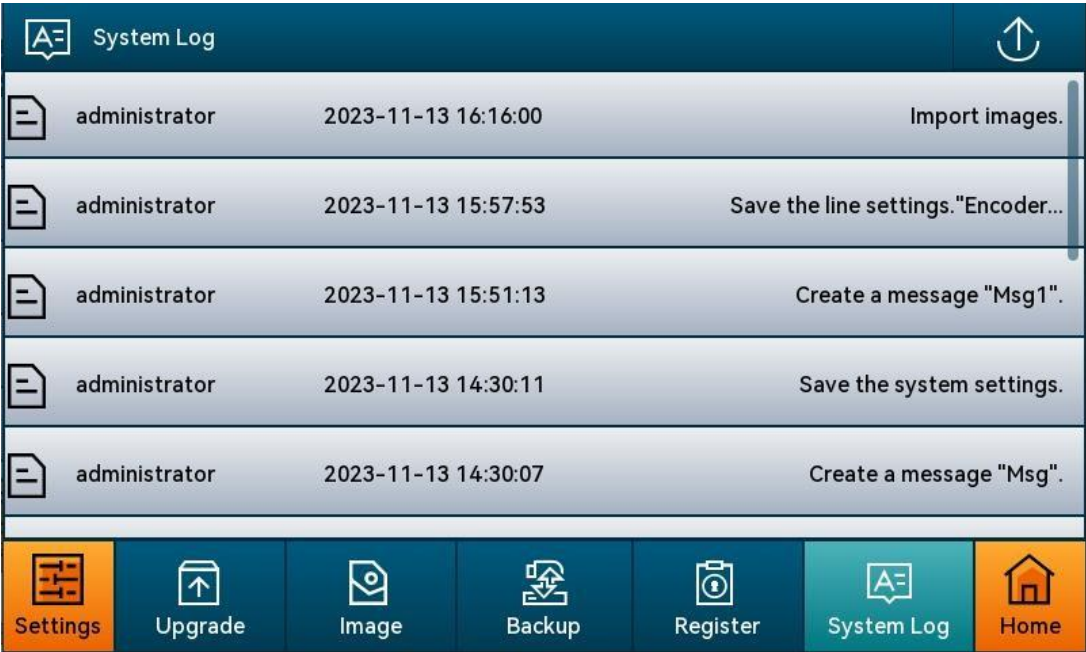 System Log
administrator 2023-11-13 16:16:00 Import images.
administrator 2023-11-13 15:57:53 Save the line settings."Encoder...
administrator 2023-11-13 15:51:13 Create a message "Msg1".
administrator 2023-11-13 14:30:11 Save the system settings.
administrator 2023-11-13 14:30:07 Create a message "Msg".
Settings Upgrade Image Backup Register System Log Home